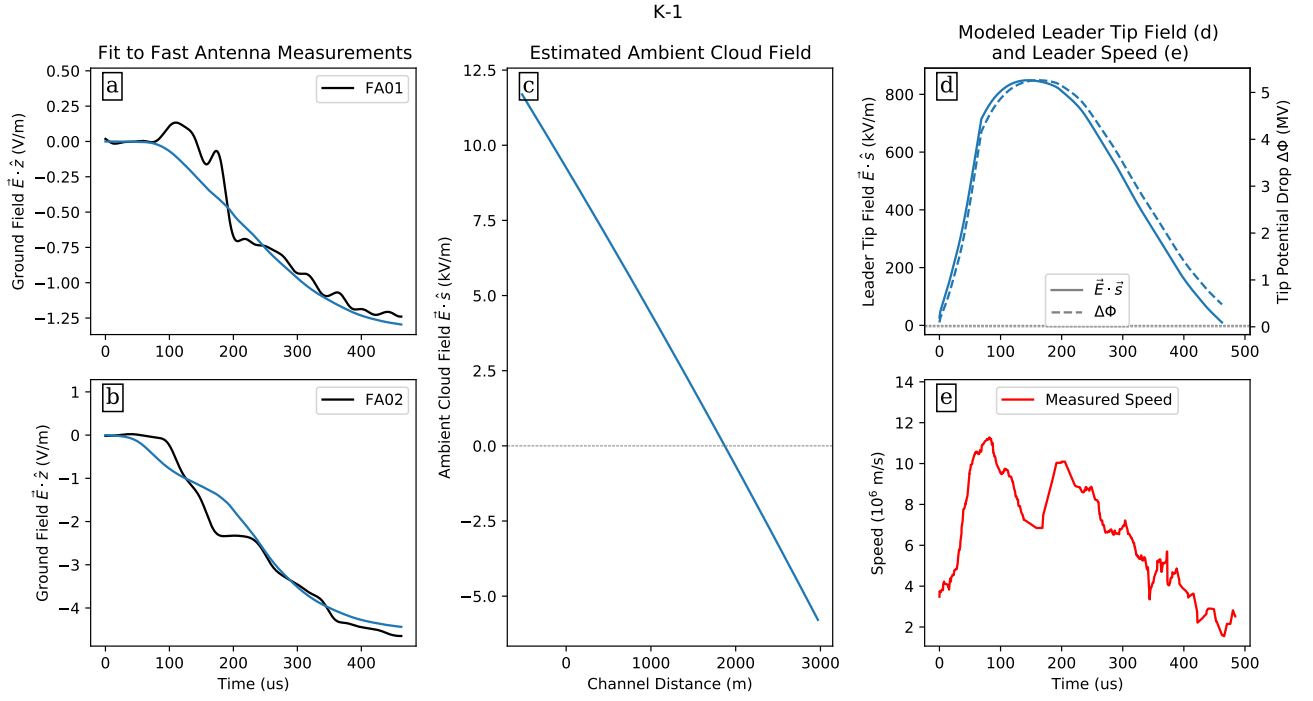 K-1
Fit to Fast Antenna Measurements
a
FA01
0.50
0.25
0.00
−0.25
−0.50
−0.75
−1.00
−1.25
Ground Field $\vec{E} \cdot \hat{z}$ (V/m)
0 100 200 300 400
b
FA02
1
0
−1
−2
−3
−4
Ground Field $\vec{E} \cdot \hat{z}$ (V/m)
0 100 200 300 400
Time (us)
Estimated Ambient Cloud Field
c
12.5
10.0
7.5
5.0
2.5
0.0
−2.5
−5.0
Ambient Cloud Field $\vec{E} \cdot \hat{s}$ (kV/m)
0 1000 2000 3000
Channel Distance (m)
Modeled Leader Tip Field (d)
and Leader Speed (e)
d
800
600
400
200
0
Leader Tip Field $\vec{E} \cdot \hat{s}$ (kV/m)
$\vec{E} \cdot \vec{s}$
ΔΦ
5
4
3
2
1
0
Tip Potential Drop ΔΦ (MV)
0 100 200 300 400 500
e
Measured Speed
14
12
10
8
6
4
2
Speed (10⁶ m/s)
0 100 200 300 400 500
Time (us)